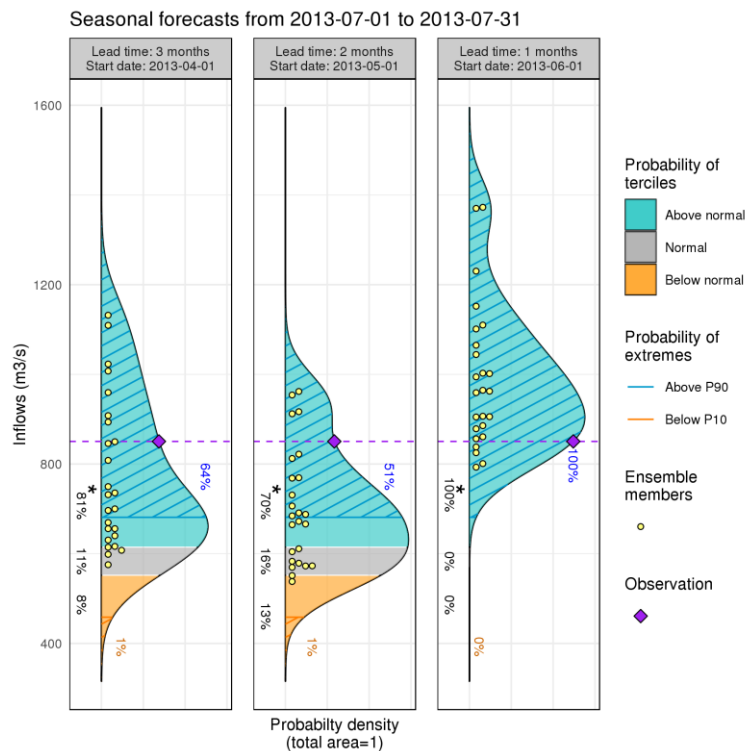 Seasonal forecasts from 2013-07-01 to 2013-07-31
Lead time: 3 months
Start date: 2013-04-01
Lead time: 2 months
Start date: 2013-05-01
Lead time: 1 months
Start date: 2013-06-01
Inflows (m3/s)
1600
1200
800
400
64%
*
81%
11%
8%
1%
51%
*
70%
16%
13%
1%
100%
*
100%
0%
0%
0%
Probabilty density
(total area=1)
Probability of
terciles
Above normal
Normal
Below normal
Probability of
extremes
Above P90
Below P10
Ensemble
members
Observation